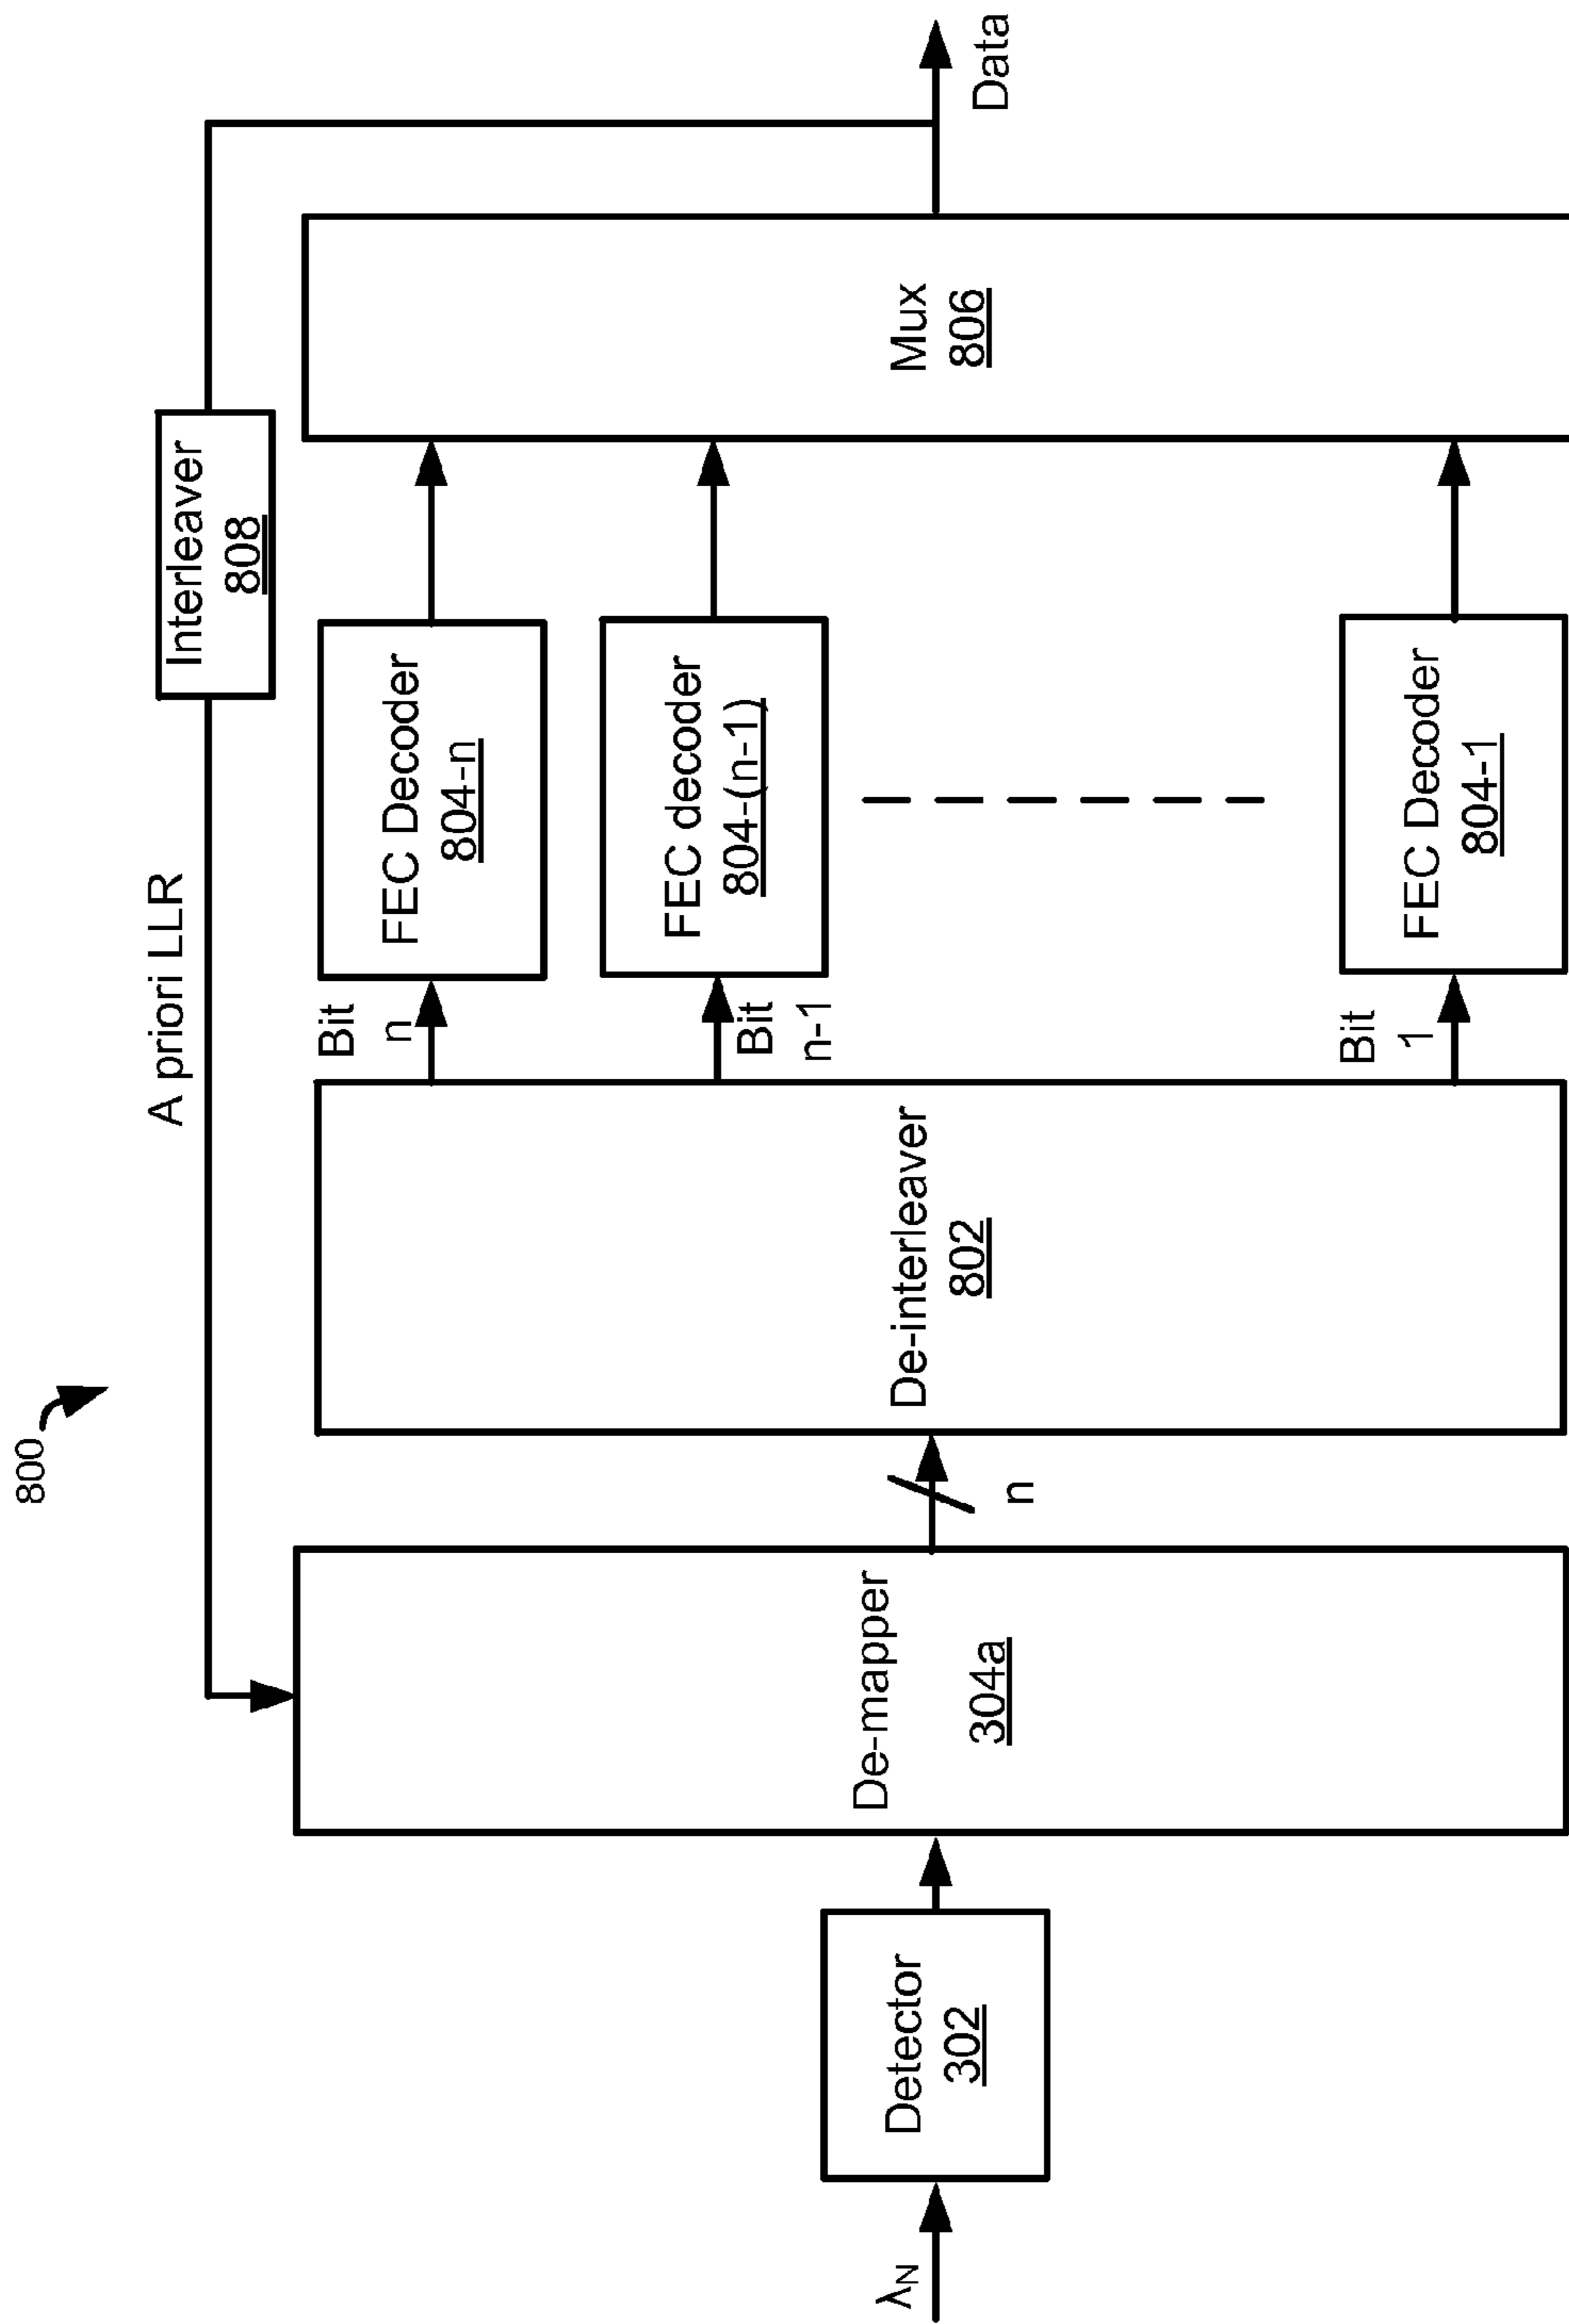 800
A priori LLR
Interleaver
808
λN
Detector
302
De-mapper
304a
n
De-interleaver
802
Bit
n
Bit
n-1
Bit
1
FEC Decoder
804-n
FEC decoder
804-(n-1)
FEC Decoder
804-1
Mux
806
Data